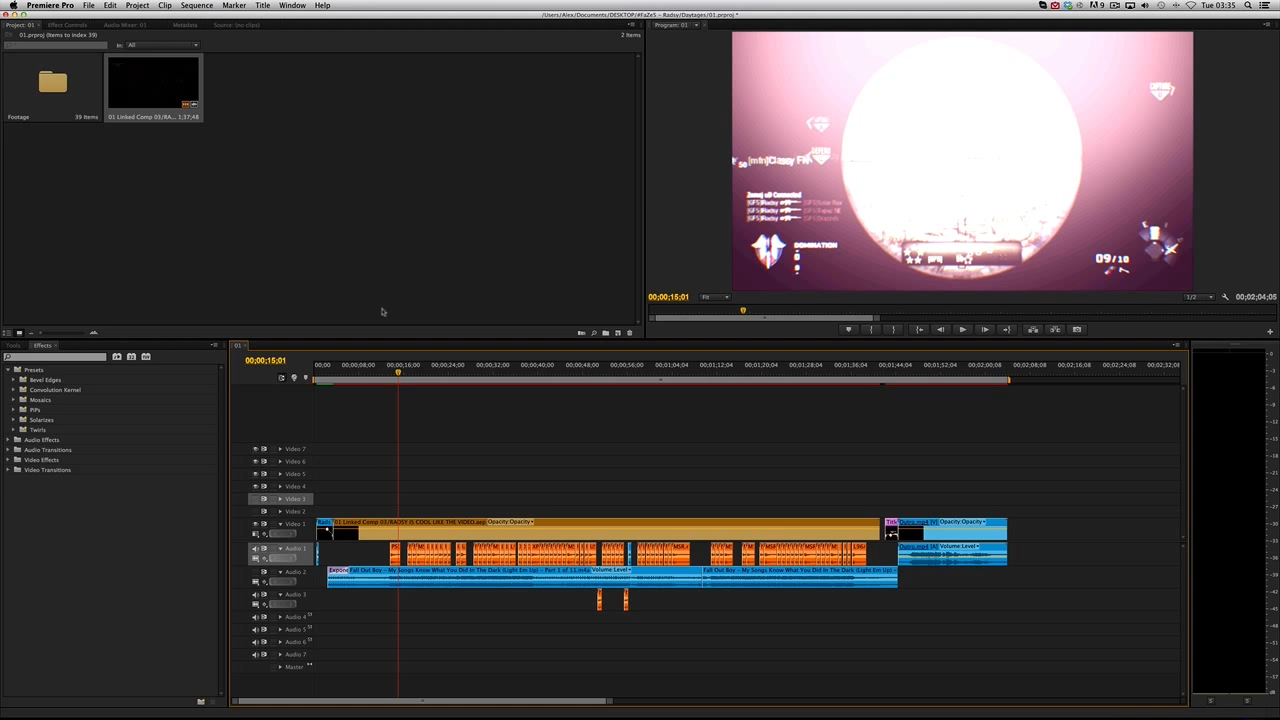 Premiere Pro File Edit Project Clip Sequence Marker Title Window Help
9 Tue 03:35
/Users/Alex/Documents/DESKTOP/#FaZe5 - Radsy/Daytages/01.prproj *
Project: 01 Effect Controls Audio Mixer: 01 Metadata Source: (no clips)
Program: 01
01.prproj (Items to Index 39) 2 Items
In: All
Footage 39 Items
01 Linked Comp 03/RA... 1;37;48
DOMINATION
09/10
00;00;15;01 Fit 1/2 00;02;04;05
Tools Effects
01
00;00;15;01
00;00 00;00;08;00 00;00;16;00 00;00;24;00 00;00;32;00 00;00;40;00 00;00;48;00 00;00;56;00 00;01;04;00 00;01;12;00 00;01;20;00 00;01;28;00 00;01;36;00 00;01;44;00 00;01;52;00 00;02;00;00 00;02;08;00 00;02;16;00 00;02;24;00 00;02;32;00
Presets
Bevel Edges
Convolution Kernel
Mosaics
PiPs
Solarizes
Twirls
Audio Effects
Audio Transitions
Video Effects
Video Transitions
Video 7
Video 6
Video 5
Video 4
Video 3
Video 2
Video 1
01 Linked Comp 03/RADSY IS COOL LIKE THE VIDEO.aep Opacity:Opacity
Outro.mp4 [V] Opacity:Opacity
Audio 1
Outro.mp4 [A] Volume:Level
Audio 2
Fall Out Boy - My Songs Know What You Did In The Dark (Light Em Up) - Part 1 of 11.m4a Volume:Level
Fall Out Boy - My Songs Know What You Did In The Dark (Light Em Up) -
Audio 3
Audio 4
Audio 5
Audio 6
Audio 7
Master